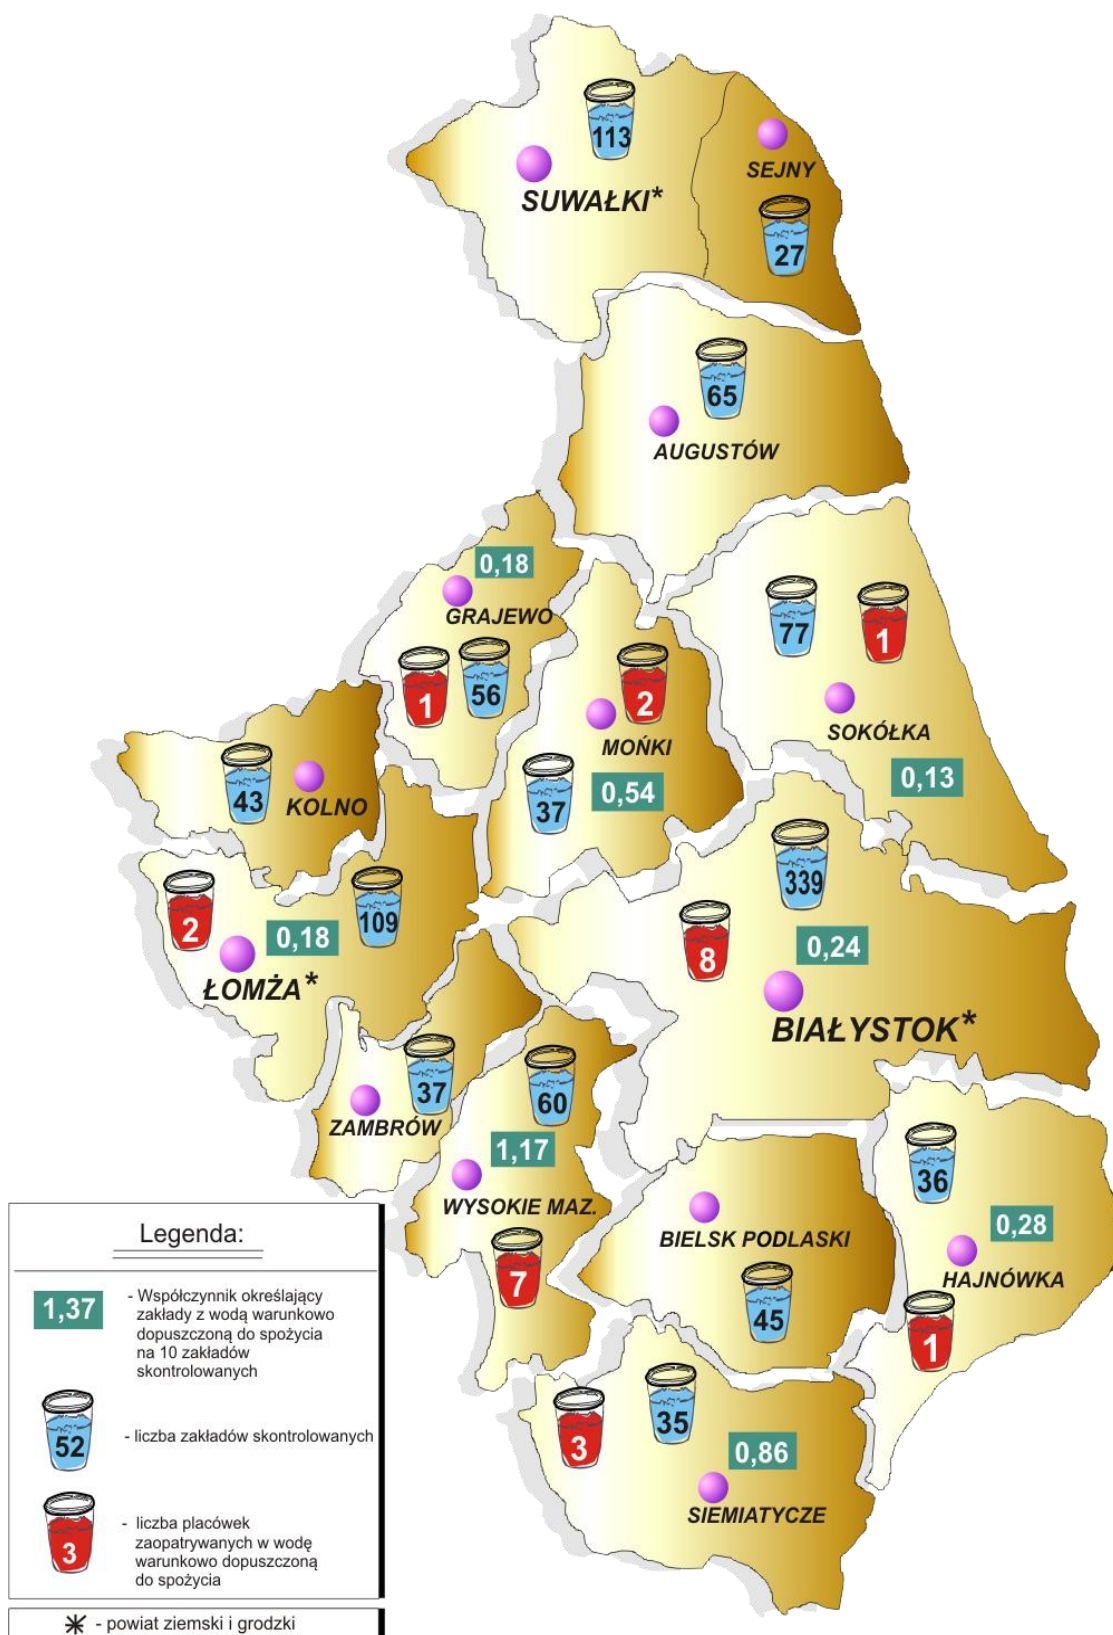 113
SEJNY
SUWAŁKI*
27
65
AUGUSTÓW
0,18
GRAJEWO
1
56
77
1
2
SOKÓŁKA
MOŃKI
0,13
37
0,54
43
KOLNO
339
2
109
0,18
8
0,24
ŁOMŻA*
BIAŁYSTOK*
37
60
ZAMBRÓW
1,17
36
WYSOKIE MAZ.
0,28
BIELSK PODLASKI
HAJNÓWKA
7
45
1
35
3
0,86
SIEMIATYCZE
Legenda:
1,37
- Współczynnik określający
zakłady z wodą warunkowo
dopuszczoną do spożycia
na 10 zakładów
skontrolowanych
52
- liczba zakładów skontrolowanych
3
- liczba placówek
zaopatrywanych w wodę
warunkowo dopuszczoną
do spożycia
* - powiat ziemski i grodzki